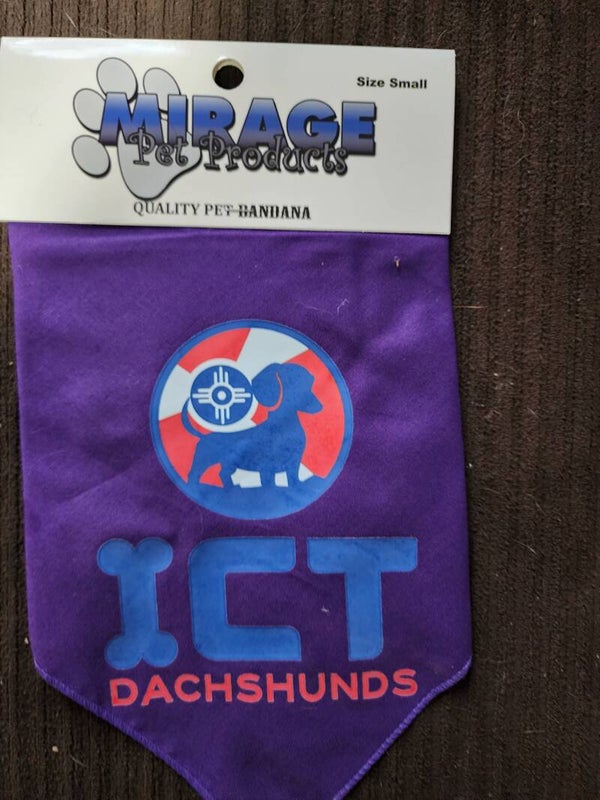 Size Small
MIRAGE
Pet Products
QUALITY PET BANDANA
ICT
DACHSHUNDS